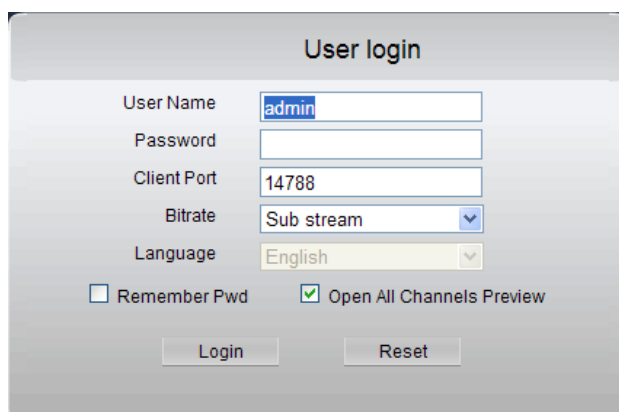 User login
User Name admin
Password
Client Port 14788
Bitrate Sub stream
Language English
Remember Pwd Open All Channels Preview
Login Reset